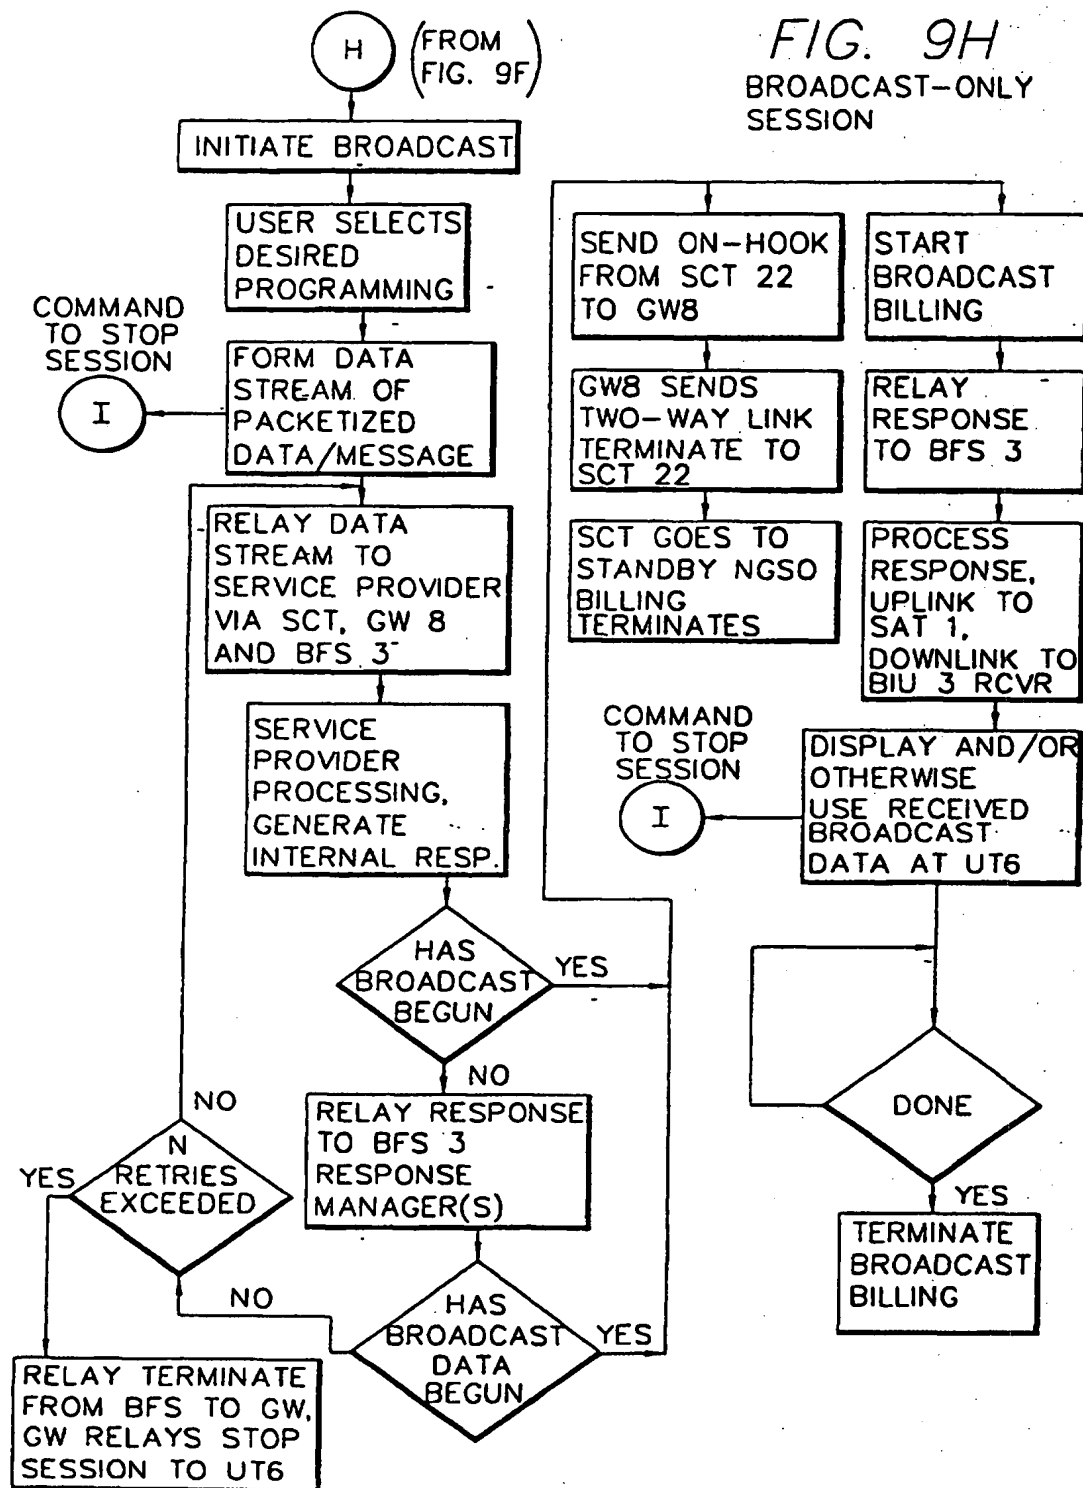 FIG. 9H
BROADCAST-ONLY
SESSION
H
(FROM
FIG. 9F)
INITIATE BROADCAST
USER SELECTS
DESIRED
PROGRAMMING
COMMAND
TO STOP
SESSION
I
FORM DATA
STREAM OF
PACKETIZED
DATA/MESSAGE
RELAY DATA
STREAM TO
SERVICE PROVIDER
VIA SCT, GW 8
AND BFS 3
SERVICE
PROVIDER
PROCESSING,
GENERATE
INTERNAL RESP.
HAS
BROADCAST
BEGUN
YES
NO
RELAY RESPONSE
TO BFS 3
RESPONSE
MANAGER(S)
HAS
BROADCAST
DATA
BEGUN
YES
NO
N
RETRIES
EXCEEDED
NO
YES
RELAY TERMINATE
FROM BFS TO GW,
GW RELAYS STOP
SESSION TO UT6
SEND ON-HOOK
FROM SCT 22
TO GW8
GW8 SENDS
TWO-WAY LINK
TERMINATE TO
SCT 22
SCT GOES TO
STANDBY NGSO
BILLING
TERMINATES
START
BROADCAST
BILLING
RELAY
RESPONSE
TO BFS 3
PROCESS
RESPONSE,
UPLINK TO
SAT 1,
DOWNLINK TO
BIU 3 RCVR
COMMAND
TO STOP
SESSION
I
DISPLAY AND/OR
OTHERWISE
USE RECEIVED
BROADCAST
DATA AT UT6
DONE
YES
TERMINATE
BROADCAST
BILLING